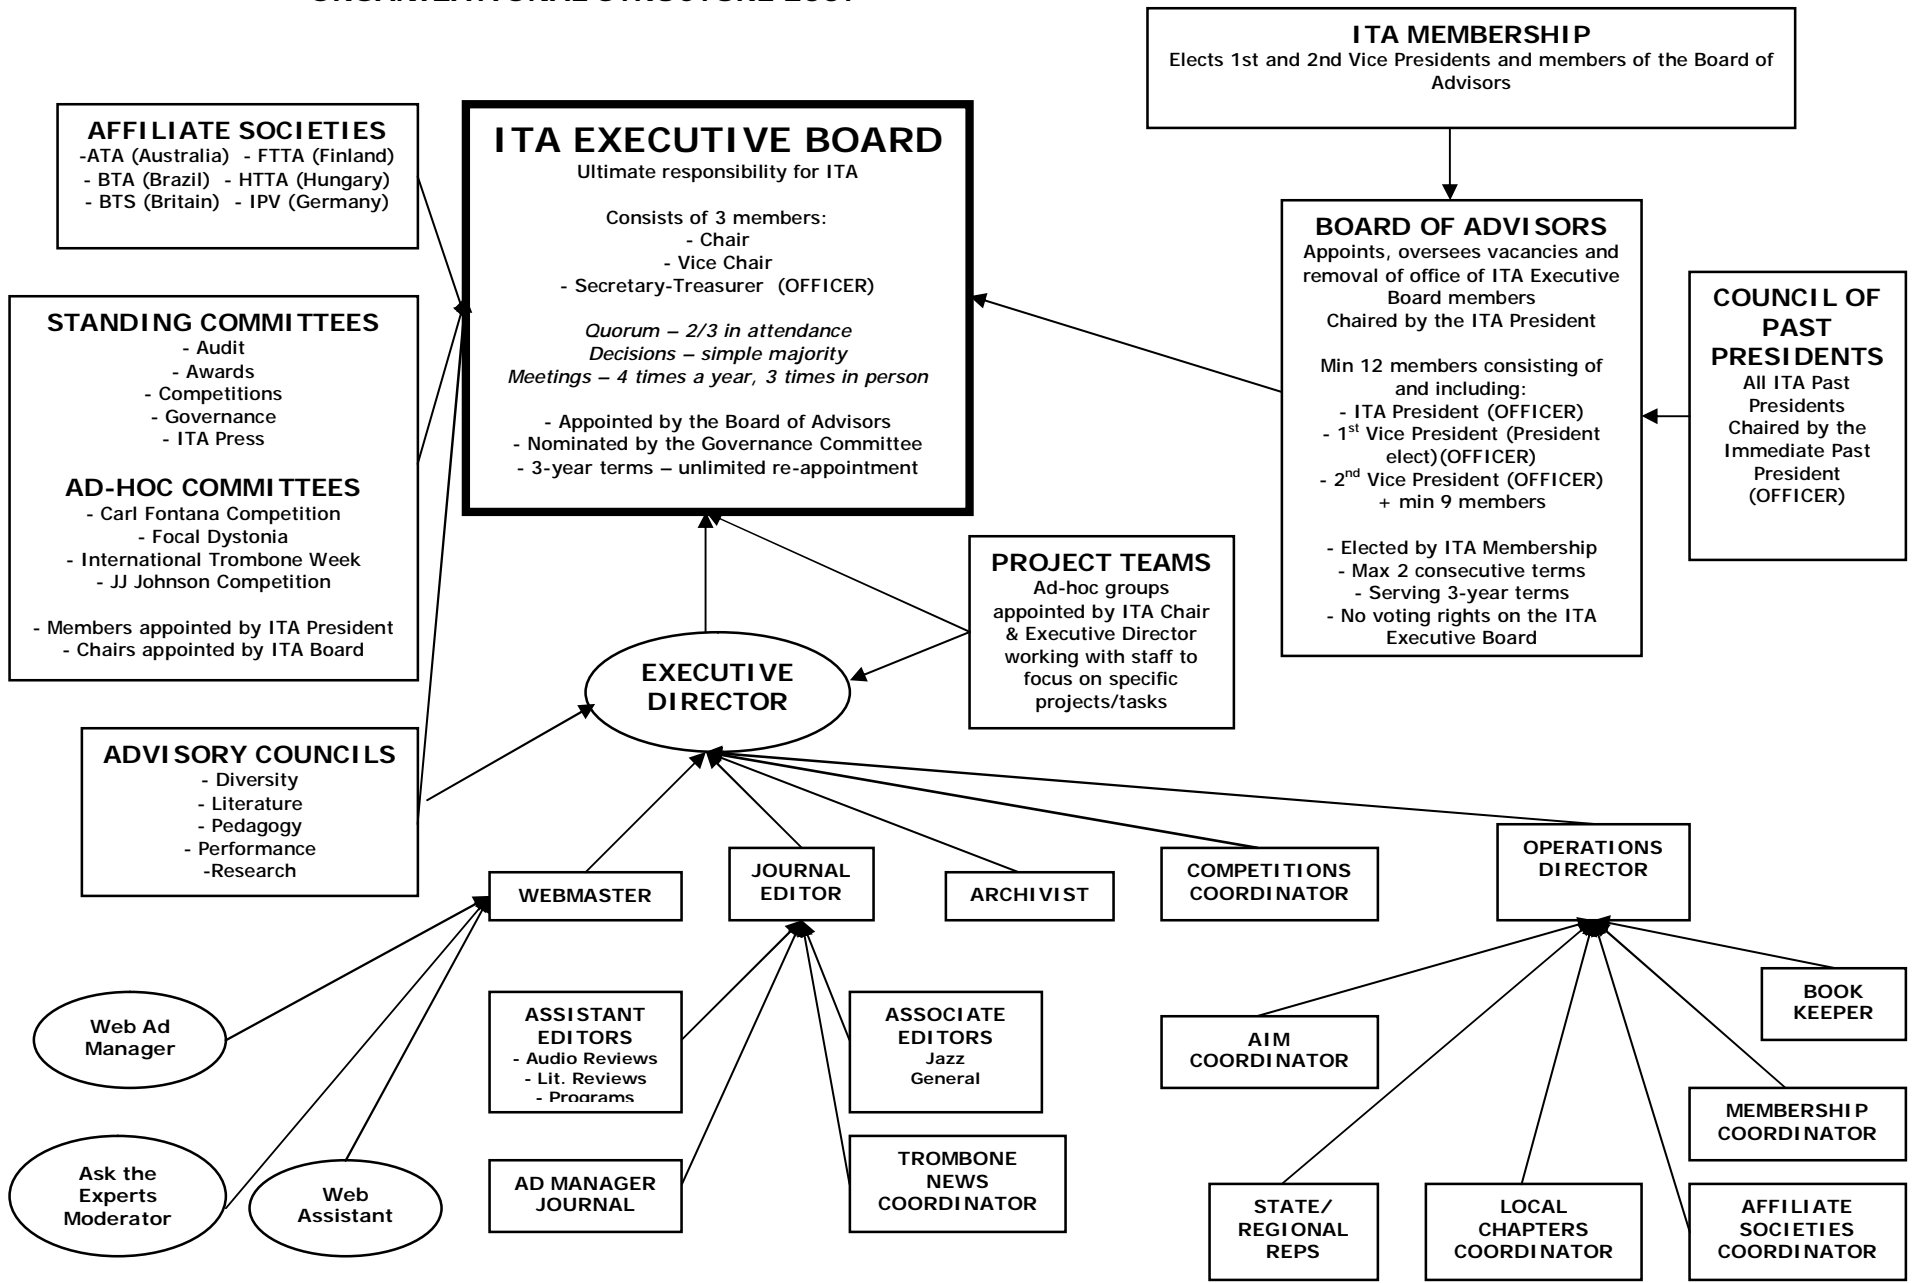 ORGANIZATIONAL STRUCTURE 2007
ITA MEMBERSHIP
Elects 1st and 2nd Vice Presidents and members of the Board of
Advisors
AFFILIATE SOCIETIES
-ATA (Australia) - FTTA (Finland)
- BTA (Brazil) - HTTA (Hungary)
- BTS (Britain) - IPV (Germany)
ITA EXECUTIVE BOARD
Ultimate responsibility for ITA
Consists of 3 members:
- Chair
- Vice Chair
- Secretary-Treasurer (OFFICER)
Quorum – 2/3 in attendance
Decisions – simple majority
Meetings – 4 times a year, 3 times in person
- Appointed by the Board of Advisors
- Nominated by the Governance Committee
- 3-year terms – unlimited re-appointment
BOARD OF ADVISORS
Appoints, oversees vacancies and
removal of office of ITA Executive
Board members
Chaired by the ITA President
Min 12 members consisting of
and including:
- ITA President (OFFICER)
- 1st Vice President (President
elect)(OFFICER)
- 2nd Vice President (OFFICER)
+ min 9 members
- Elected by ITA Membership
- Max 2 consecutive terms
- Serving 3-year terms
- No voting rights on the ITA
Executive Board
COUNCIL OF
PAST
PRESIDENTS
All ITA Past
Presidents
Chaired by the
Immediate Past
President
(OFFICER)
STANDING COMMITTEES
- Audit
- Awards
- Competitions
- Governance
- ITA Press
AD-HOC COMMITTEES
- Carl Fontana Competition
- Focal Dystonia
- International Trombone Week
- JJ Johnson Competition
- Members appointed by ITA President
- Chairs appointed by ITA Board
PROJECT TEAMS
Ad-hoc groups
appointed by ITA Chair
& Executive Director
working with staff to
focus on specific
projects/tasks
EXECUTIVE
DIRECTOR
ADVISORY COUNCILS
- Diversity
- Literature
- Pedagogy
- Performance
-Research
WEBMASTER
JOURNAL
EDITOR
ARCHIVIST
COMPETITIONS
COORDINATOR
OPERATIONS
DIRECTOR
Web Ad
Manager
ASSISTANT
EDITORS
- Audio Reviews
- Lit. Reviews
- Programs
ASSOCIATE
EDITORS
Jazz
General
AIM
COORDINATOR
BOOK
KEEPER
MEMBERSHIP
COORDINATOR
Ask the
Experts
Moderator
Web
Assistant
AD MANAGER
JOURNAL
TROMBONE
NEWS
COORDINATOR
STATE/
REGIONAL
REPS
LOCAL
CHAPTERS
COORDINATOR
AFFILIATE
SOCIETIES
COORDINATOR